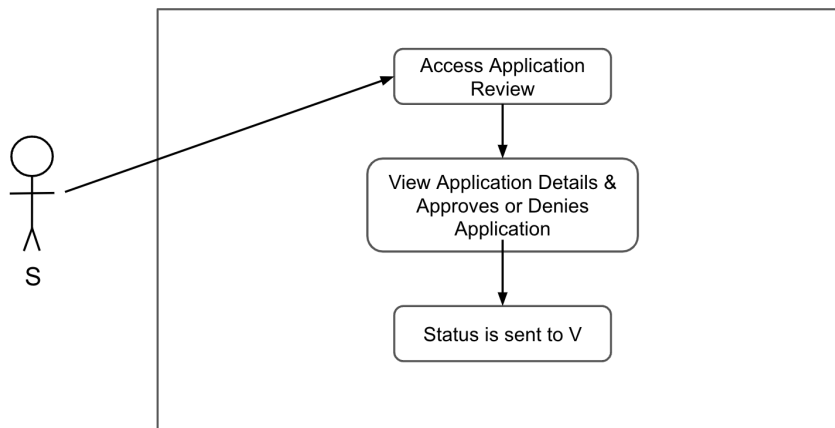 Access Application
Review
View Application Details &
Approves or Denies
Application
S
Status is sent to V